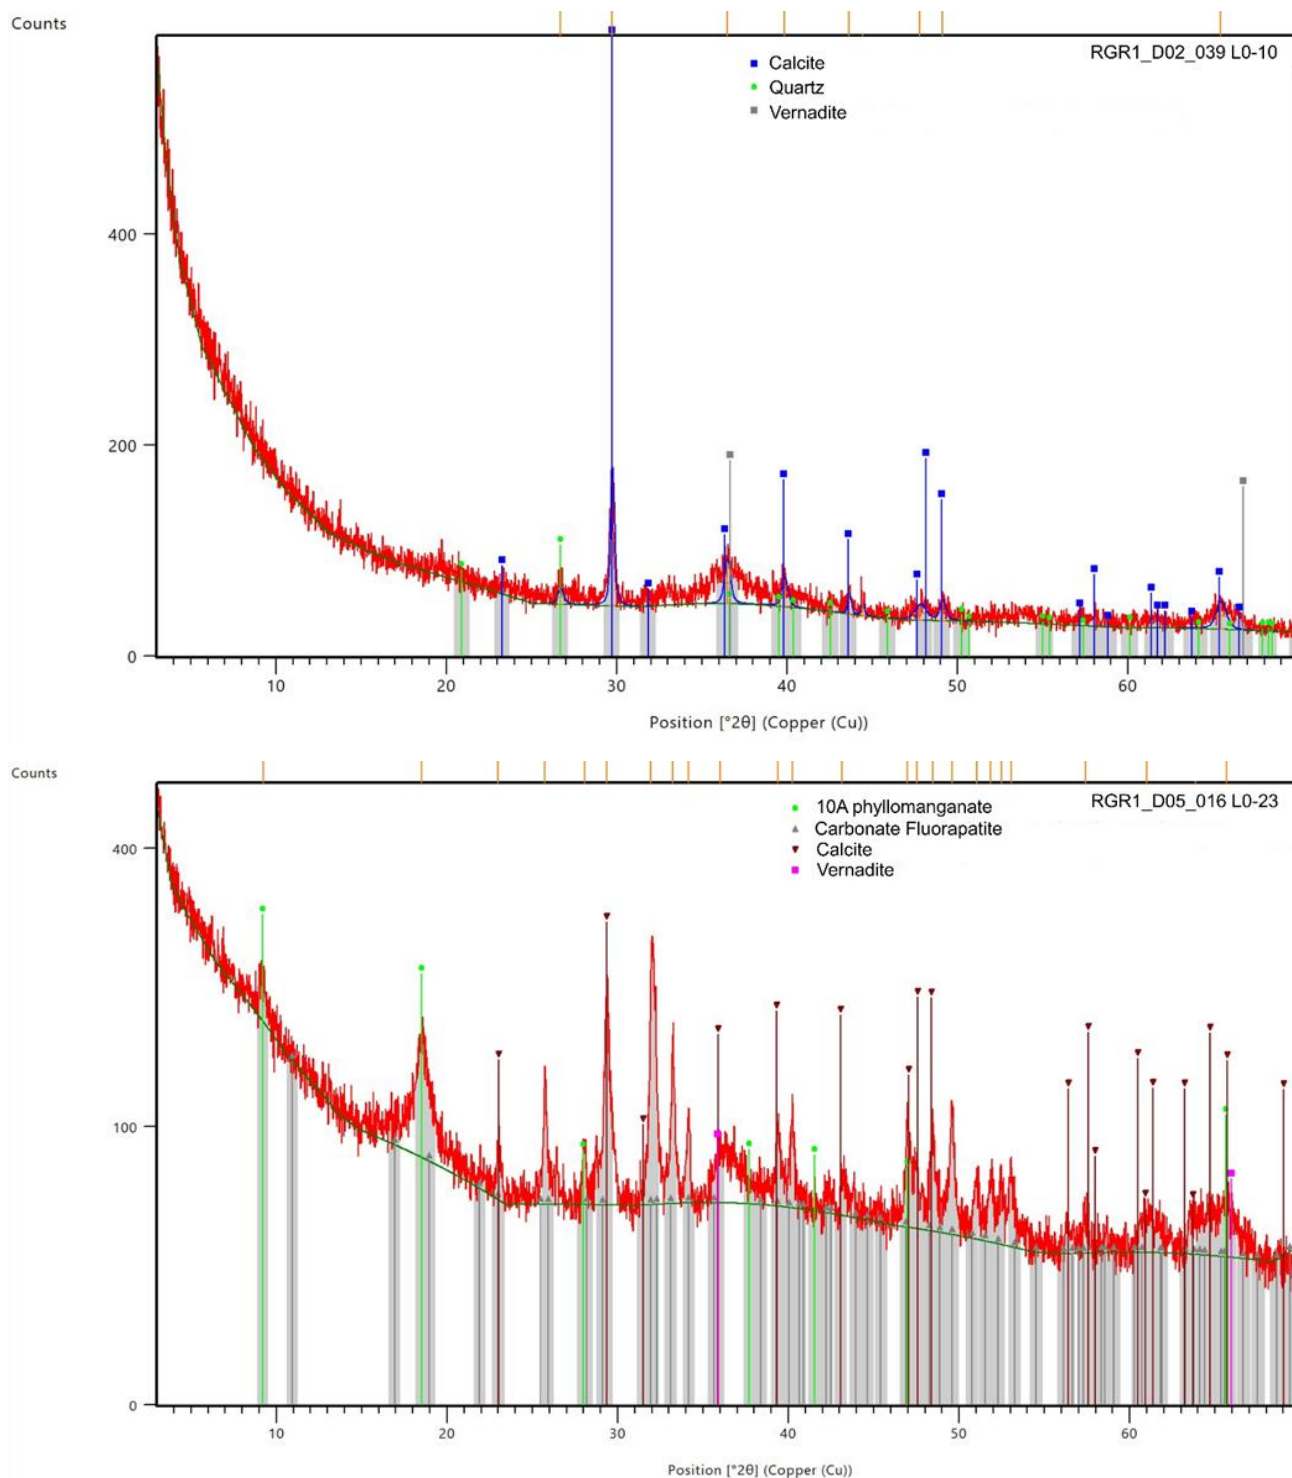 Counts
RGR1_D02_039 L0-10
Calcite
Quartz
Vernadite
400
200
0
10 20 30 40 50 60
Position [°2θ] (Copper (Cu))
Counts
RGR1_D05_016 L0-23
10A phyllomanganate
Carbonate Fluorapatite
Calcite
Vernadite
400
100
0
10 20 30 40 50 60
Position [°2θ] (Copper (Cu))